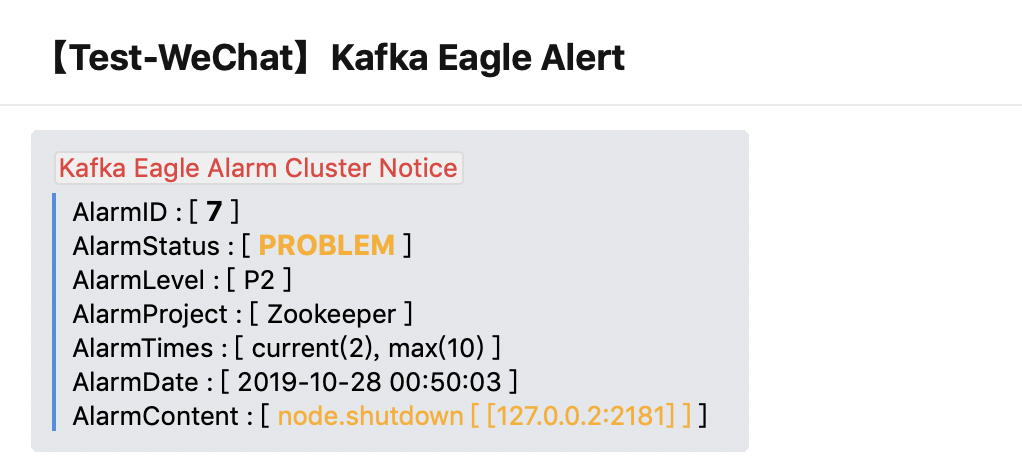 【Test-WeChat】Kafka Eagle Alert
Kafka Eagle Alarm Cluster Notice
AlarmID : [ 7 ]
AlarmStatus : [ PROBLEM ]
AlarmLevel : [ P2 ]
AlarmProject : [ Zookeeper ]
AlarmTimes : [ current(2), max(10) ]
AlarmDate : [ 2019-10-28 00:50:03 ]
AlarmContent : [ node.shutdown [ [127.0.0.2:2181] ] ]